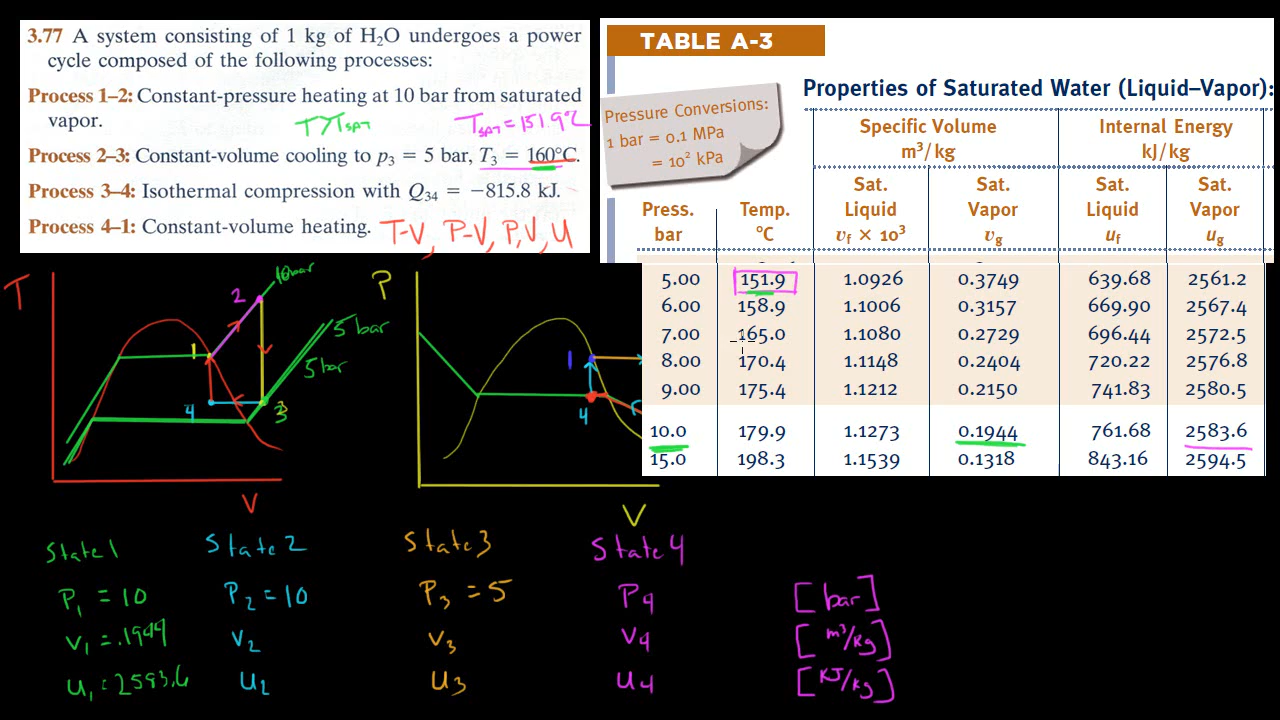 3.77 A system consisting of 1 kg of H₂O undergoes a power
cycle composed of the following processes:
Process 1–2: Constant-pressure heating at 10 bar from saturated
vapor.
T>Tsat
Tsat = 151.9°C
Process 2–3: Constant-volume cooling to p₃ = 5 bar, T₃ = 160°C.
Process 3–4: Isothermal compression with Q₃₄ = −815.8 kJ.
Process 4–1: Constant-volume heating.
T-V, P-V, P, V, U
TABLE A-3
Properties of Saturated Water (Liquid–Vapor):
Pressure Conversions:
1 bar = 0.1 MPa
= 10² kPa
Specific Volume
m³/kg
Internal Energy
kJ/kg
Press.
bar
Temp.
°C
Sat.
Liquid
vf × 10³
Sat.
Vapor
vg
Sat.
Liquid
uf
Sat.
Vapor
ug
5.00 151.9 1.0926 0.3749 639.68 2561.2
6.00 158.9 1.1006 0.3157 669.90 2567.4
7.00 165.0 1.1080 0.2729 696.44 2572.5
8.00 170.4 1.1148 0.2404 720.22 2576.8
9.00 175.4 1.1212 0.2150 741.83 2580.5
10.0 179.9 1.1273 0.1944 761.68 2583.6
15.0 198.3 1.1539 0.1318 843.16 2594.5
T
2
10bar
1
5 bar
5 bar
4
3
V
P
1
4
V
State 1
State 2
State 3
State 4
P₁ = 10
P₂ = 10
P₃ = 5
P₄
[bar]
V₁ = .1944
V₂
V₃
V₄
[m³/kg]
U₁ = 2583.6
U₂
U₃
U₄
[KJ/kg]